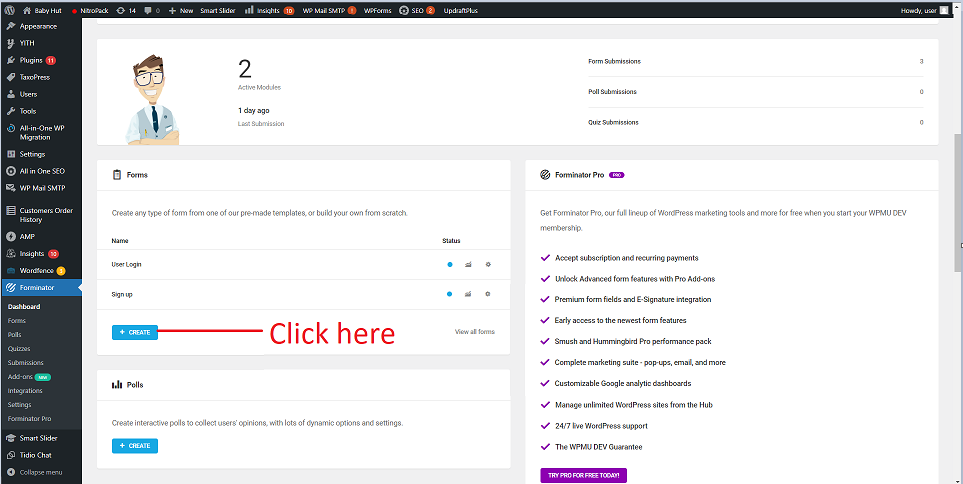 Baby Hut NitroPack 14 0 New Smart Slider Insights 10 WP Mail SMTP ! WPForms SEO 2 UpdraftPlus Howdy, user
Appearance
YITH
Plugins 11
TaxoPress
Users
Tools
All-in-One WP
Migration
Settings
All in One SEO
WP Mail SMTP
Customers Order
History
AMP
Insights 10
Wordfence
Forminator
Dashboard
Forms
Polls
Quizzes
Submissions
Add-ons NEW
Integrations
Settings
Forminator Pro
Smart Slider
Tidio Chat
Collapse menu
2
Active Modules
1 day ago
Last Submission
Form Submissions 3
Poll Submissions 0
Quiz Submissions 0
Forms
Create any type of form from one of our pre-made templates, or build your own from scratch.
Name Status
User Login
Sign up
+ CREATE Click here View all forms
Polls
Create interactive polls to collect users' opinions, with lots of dynamic options and settings.
+ CREATE
Forminator Pro PRO
Get Forminator Pro, our full lineup of WordPress marketing tools and more for free when you start your WPMU DEV
membership.
Accept subscription and recurring payments
Unlock Advanced form features with Pro Add-ons
Premium form fields and E-Signature integration
Early access to the newest form features
Smush and Hummingbird Pro performance pack
Complete marketing suite - pop-ups, email, and more
Customizable Google analytic dashboards
Manage unlimited WordPress sites from the Hub
24/7 live WordPress support
The WPMU DEV Guarantee
TRY PRO FOR FREE TODAY!